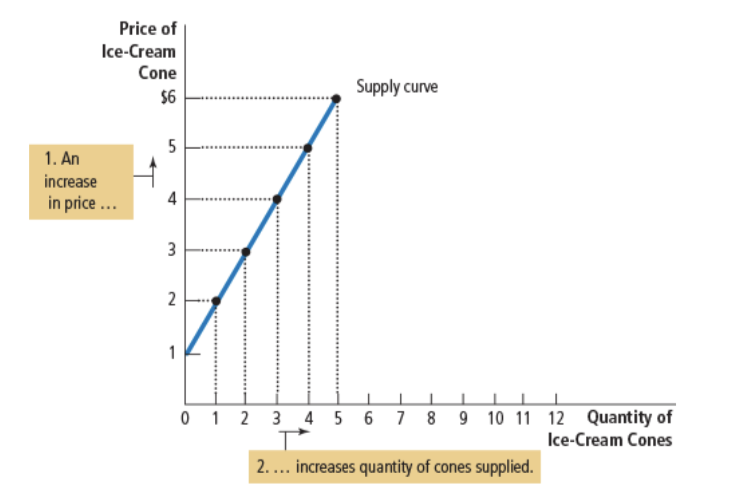 Price of
Ice-Cream
Cone
$6
Supply curve
5
1. An
increase
in price ...
4
3
2
1
0 1 2 3 4 5 6 7 8 9 10 11 12 Quantity of
Ice-Cream Cones
2. ... increases quantity of cones supplied.